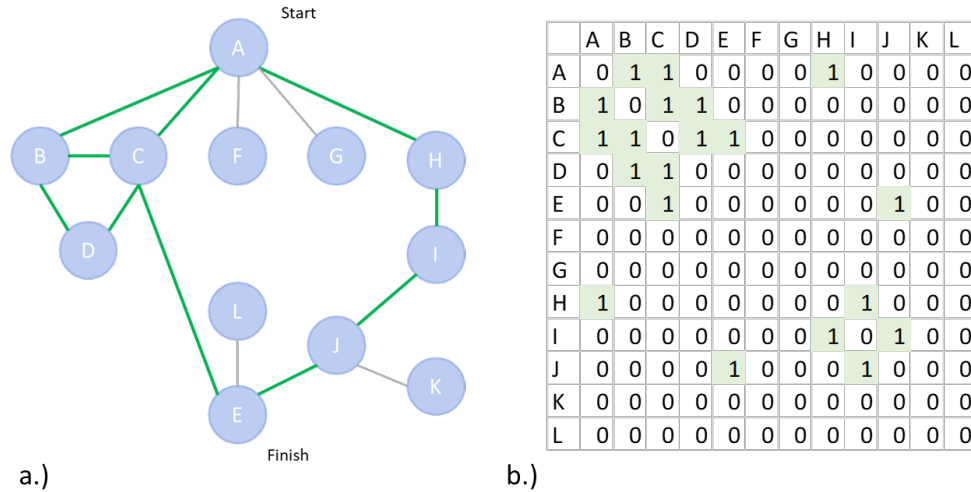 Start
A
B C F G H
D I
L
J
K
E
Finish
a.)
A B C D E F G H I J K L
A 0 1 1 0 0 0 0 1 0 0 0 0
B 1 0 1 1 0 0 0 0 0 0 0 0
C 1 1 0 1 1 0 0 0 0 0 0 0
D 0 1 1 0 0 0 0 0 0 0 0 0
E 0 0 1 0 0 0 0 0 0 1 0 0
F 0 0 0 0 0 0 0 0 0 0 0 0
G 0 0 0 0 0 0 0 0 0 0 0 0
H 1 0 0 0 0 0 0 0 1 0 0 0
I 0 0 0 0 0 0 0 1 0 1 0 0
J 0 0 0 0 1 0 0 0 1 0 0 0
K 0 0 0 0 0 0 0 0 0 0 0 0
L 0 0 0 0 0 0 0 0 0 0 0 0
b.)